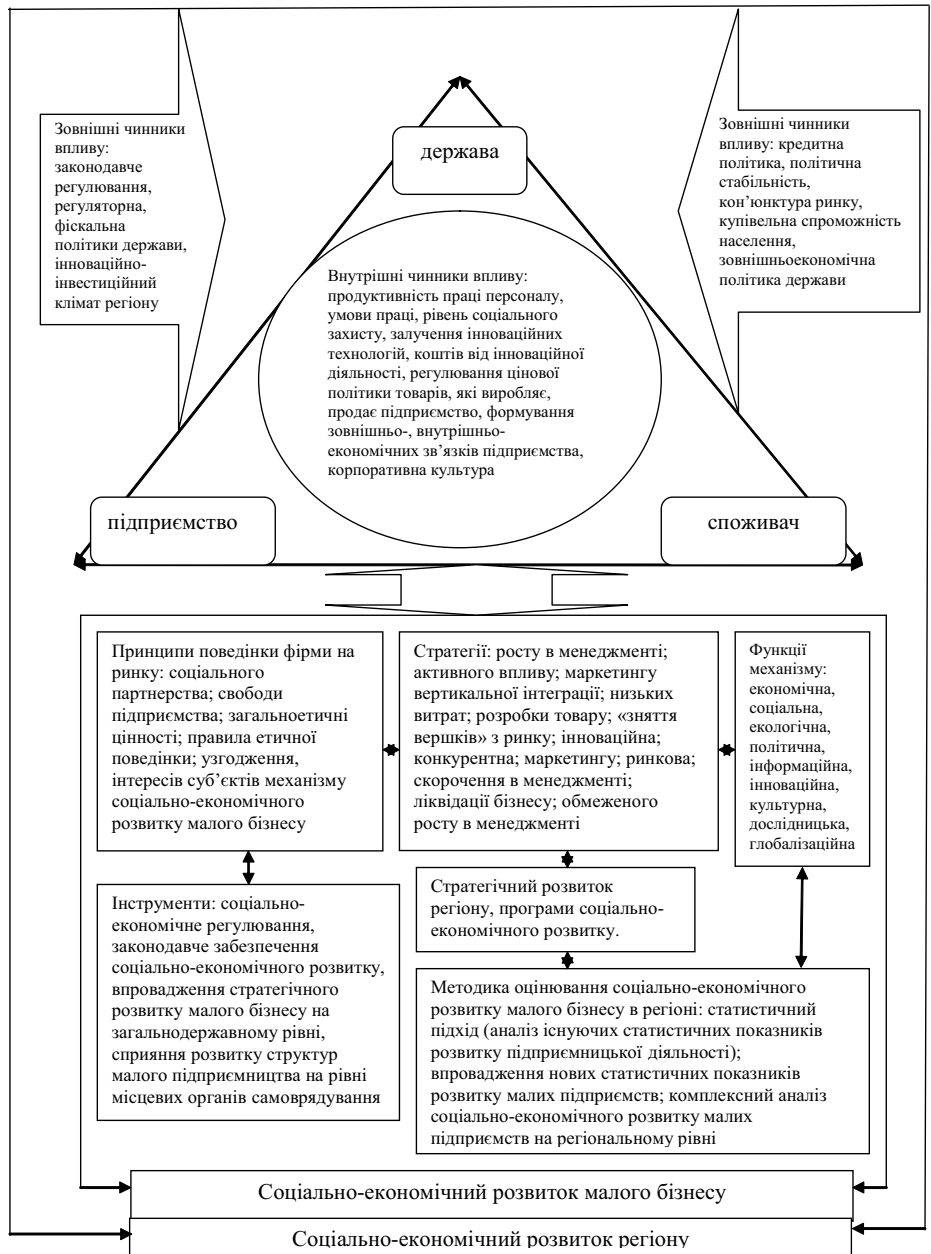 Зовнішні чинники
впливу:
законодавче
регулювання,
регуляторна,
фіскальна
політики держави,
інноваційно-
інвестиційний
клімат регіону
держава
Зовнішні чинники
впливу: кредитна
політика, політична
стабільність,
кон’юнктура ринку,
купівельна спроможність
населення,
зовнішньоекономічна
політика держави
Внутрішні чинники впливу:
продуктивність праці персоналу,
умови праці, рівень соціального
захисту, залучення інноваційних
технологій, коштів від інноваційної
діяльності, регулювання цінової
політики товарів, які виробляє,
продає підприємство, формування
зовнішньо-, внутрішньо-
економічних зв’язків підприємства,
корпоративна культура
підприємство
споживач
Принципи поведінки фірми на
ринку: соціального
партнерства; свободи
підприємства; загальноетичні
цінності; правила етичної
поведінки; узгодження,
інтересів суб’єктів механізму
соціально-економічного
розвитку малого бізнесу
Стратегії: росту в менеджменті;
активного впливу; маркетингу
вертикальної інтеграції; низьких
витрат; розробки товару; «зняття
вершків» з ринку; інноваційна;
конкурентна; маркетингу; ринкова;
скорочення в менеджменті;
ліквідації бізнесу; обмеженого
росту в менеджменті
Функції
механізму:
економічна,
соціальна,
екологічна,
політична,
інформаційна,
інноваційна,
культурна,
дослідницька,
глобалізаційна
Інструменти: соціально-
економічне регулювання,
законодавче забезпечення
соціально-економічного розвитку,
впровадження стратегічного
розвитку малого бізнесу на
загальнодержавному рівні,
сприяння розвитку структур
малого підприємництва на рівні
місцевих органів самоврядування
Стратегічний розвиток
регіону, програми соціально-
економічного розвитку.
Методика оцінювання соціально-економічного
розвитку малого бізнесу в регіоні: статистичний
підхід (аналіз існуючих статистичних показників
розвитку підприємницької діяльності);
впровадження нових статистичних показників
розвитку малих підприємств; комплексний аналіз
соціально-економічного розвитку малих
підприємств на регіональному рівні
Соціально-економічний розвиток малого бізнесу
Соціально-економічний розвиток регіону